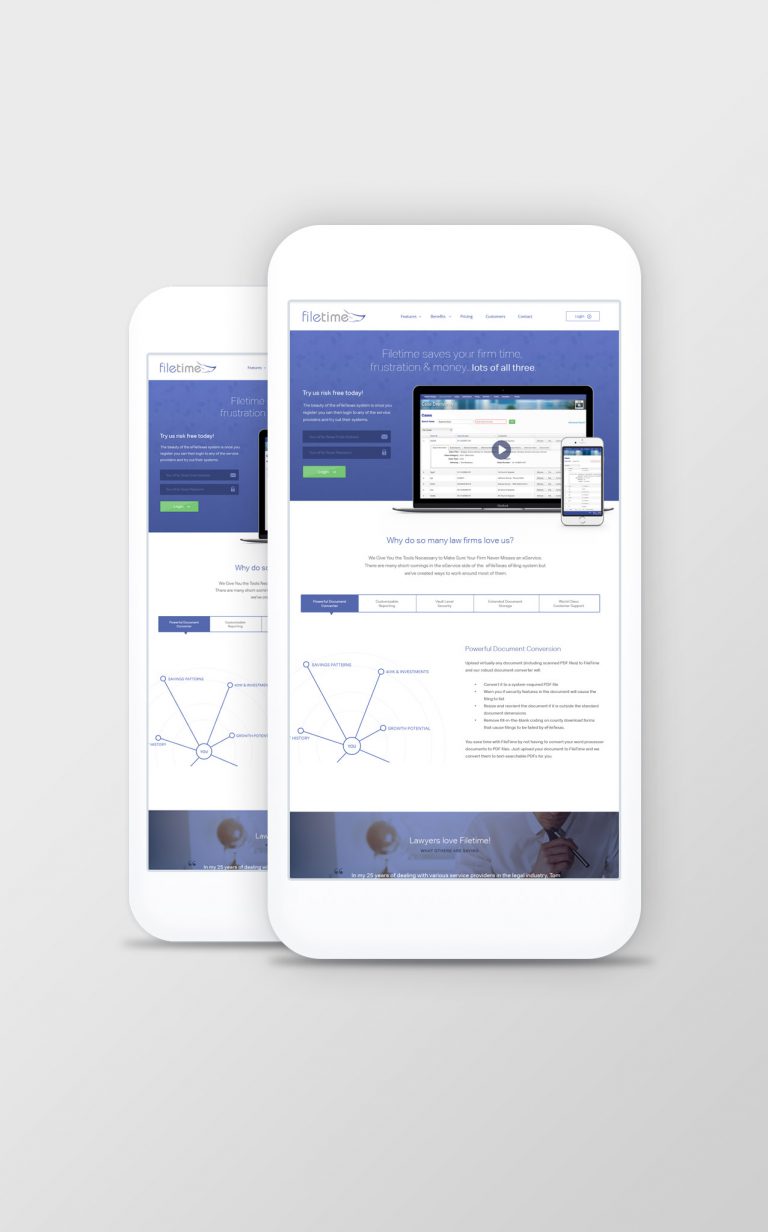 filetime
Features
Benefits
Pricing
Customers
Contact
Login
Filetime saves your firm time,
frustration & money...lots of all three.
Try us risk free today!
The beauty of the eFiletexas system is once you
register you can then login to any of the service
providers and try out their systems.
Login
Cases
Why do so many law firms love us?
We Give You the Tools Necessary to Make Sure Your Firm Never Misses an eService.
There are many short comings in the eService side of the eFileTexas efiling system but
we've created ways to work around most of them.
Powerful Document
Converter
Customizable
Reporting
Vault Level
Security
Extended Document
Storage
World Class
Customer Support
SAVINGS PATTERNS
401K & INVESTMENTS
GROWTH POTENTIAL
HISTORY
YOU
Powerful Document Conversion
Upload virtually any document (including scanned PDF files) to FileTime
and our robust document converter will:
• Convert it to a system-required PDF file
• Warn you if security features in the document will cause the
filing to fail
• Resize and reorient the document if it is outside the standard
document dimensions
• Remove fill-in-the-blank coding on county download forms
that cause filings to be failed by eFileTexas.
You save time with FileTime by not having to convert your word processor
documents to PDF files. Just upload your document to FileTime and we
convert them to text-searchable PDFs for you.
Lawyers love Filetime!
WHAT OTHERS ARE SAYING
In my 25 years of dealing with various service providers in the legal industry, Tom
filetime
Features
Filetime
frustration
Try us risk free today!
The beauty of the eFiletexas system is once you
register you can then login to any of the service
providers and try out their systems.
Login
Why do so
We Give You the Tools
There are many short
we've
Powerful Document
Converter
Customizable
Reporting
SAVINGS PATTERNS
401K & INVESTMENTS
GROWTH POTENTIAL
HISTORY
YOU
Lawy
In my 25 years of dealing with